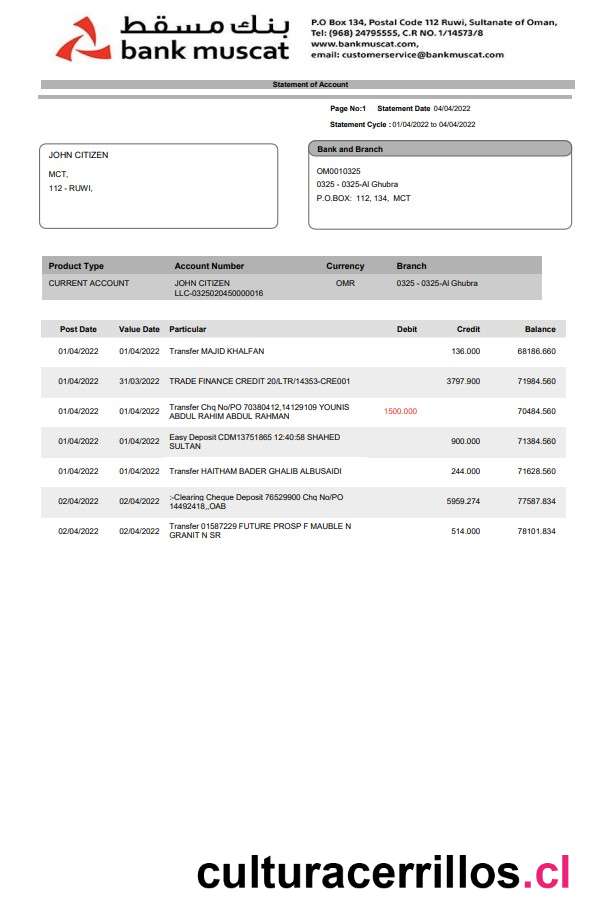 بنك مسقط
bank muscat
P.O Box 134, Postal Code 112 Ruwi, Sultanate of Oman,
Tel: (968) 24795555, C.R NO. 1/14573/8
www.bankmuscat.com,
email: customerservice@bankmuscat.com
Statement of Account
Page No:1 Statement Date 04/04/2022
Statement Cycle : 01/04/2022 to 04/04/2022
JOHN CITIZEN
MCT,
112 - RUWI,
Bank and Branch
OM0010325
0325 - 0325-Al Ghubra
P.O.BOX: 112, 134, MCT
Product Type Account Number Currency Branch
CURRENT ACCOUNT JOHN CITIZEN OMR 0325 - 0325-Al Ghubra
LLC-0325020450000016
Post Date Value Date Particular Debit Credit Balance
01/04/2022 01/04/2022 Transfer MAJID KHALFAN 136.000 68186.660
01/04/2022 31/03/2022 TRADE FINANCE CREDIT 20/LTR/14353-CRE001 3797.900 71984.560
01/04/2022 01/04/2022 Transfer Chq No/PO 70380412,14129109 YOUNIS 1500.000 70484.560
ABDUL RAHIM ABDUL RAHMAN
01/04/2022 01/04/2022 Easy Deposit CDM13751865 12:40:58 SHAHED 900.000 71384.560
SULTAN
01/04/2022 01/04/2022 Transfer HAITHAM BADER GHALIB ALBUSAIDI 244.000 71628.560
02/04/2022 02/04/2022 :-Clearing Cheque Deposit 76529900 Chq No/PO 5959.274 77587.834
14492418,,OAB
02/04/2022 02/04/2022 Transfer 01587229 FUTURE PROSP F MAUBLE N 514.000 78101.834
GRANIT N SR
culturacerrillos.cl